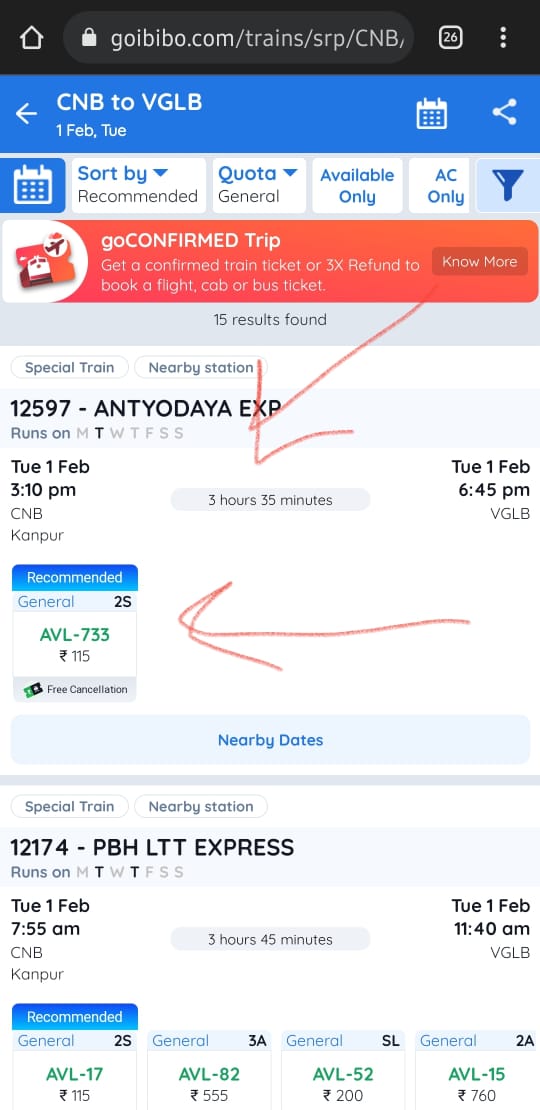 goibibo.com/trains/srp/CNB/
26
CNB to VGLB
1 Feb, Tue
Sort by
Recommended
Quota
General
Available Only
AC Only
goCONFIRMED Trip
Get a confirmed train ticket or 3X Refund to
book a flight, cab or bus ticket.
Know More
15 results found
Special Train
Nearby station
12597 - ANTYODAYA EXP
Runs on M T W T F S S
Tue 1 Feb
3:10 pm
CNB
Kanpur
3 hours 35 minutes
Tue 1 Feb
6:45 pm
VGLB
Recommended
General 2S
AVL-733
₹ 115
Free Cancellation
Nearby Dates
Special Train
Nearby station
12174 - PBH LTT EXPRESS
Runs on M T W T F S S
Tue 1 Feb
7:55 am
CNB
Kanpur
3 hours 45 minutes
Tue 1 Feb
11:40 am
VGLB
Recommended
General 2S
AVL-17
₹ 115
General 3A
AVL-82
₹ 555
General SL
AVL-52
₹ 200
General 2A
AVL-15
₹ 760